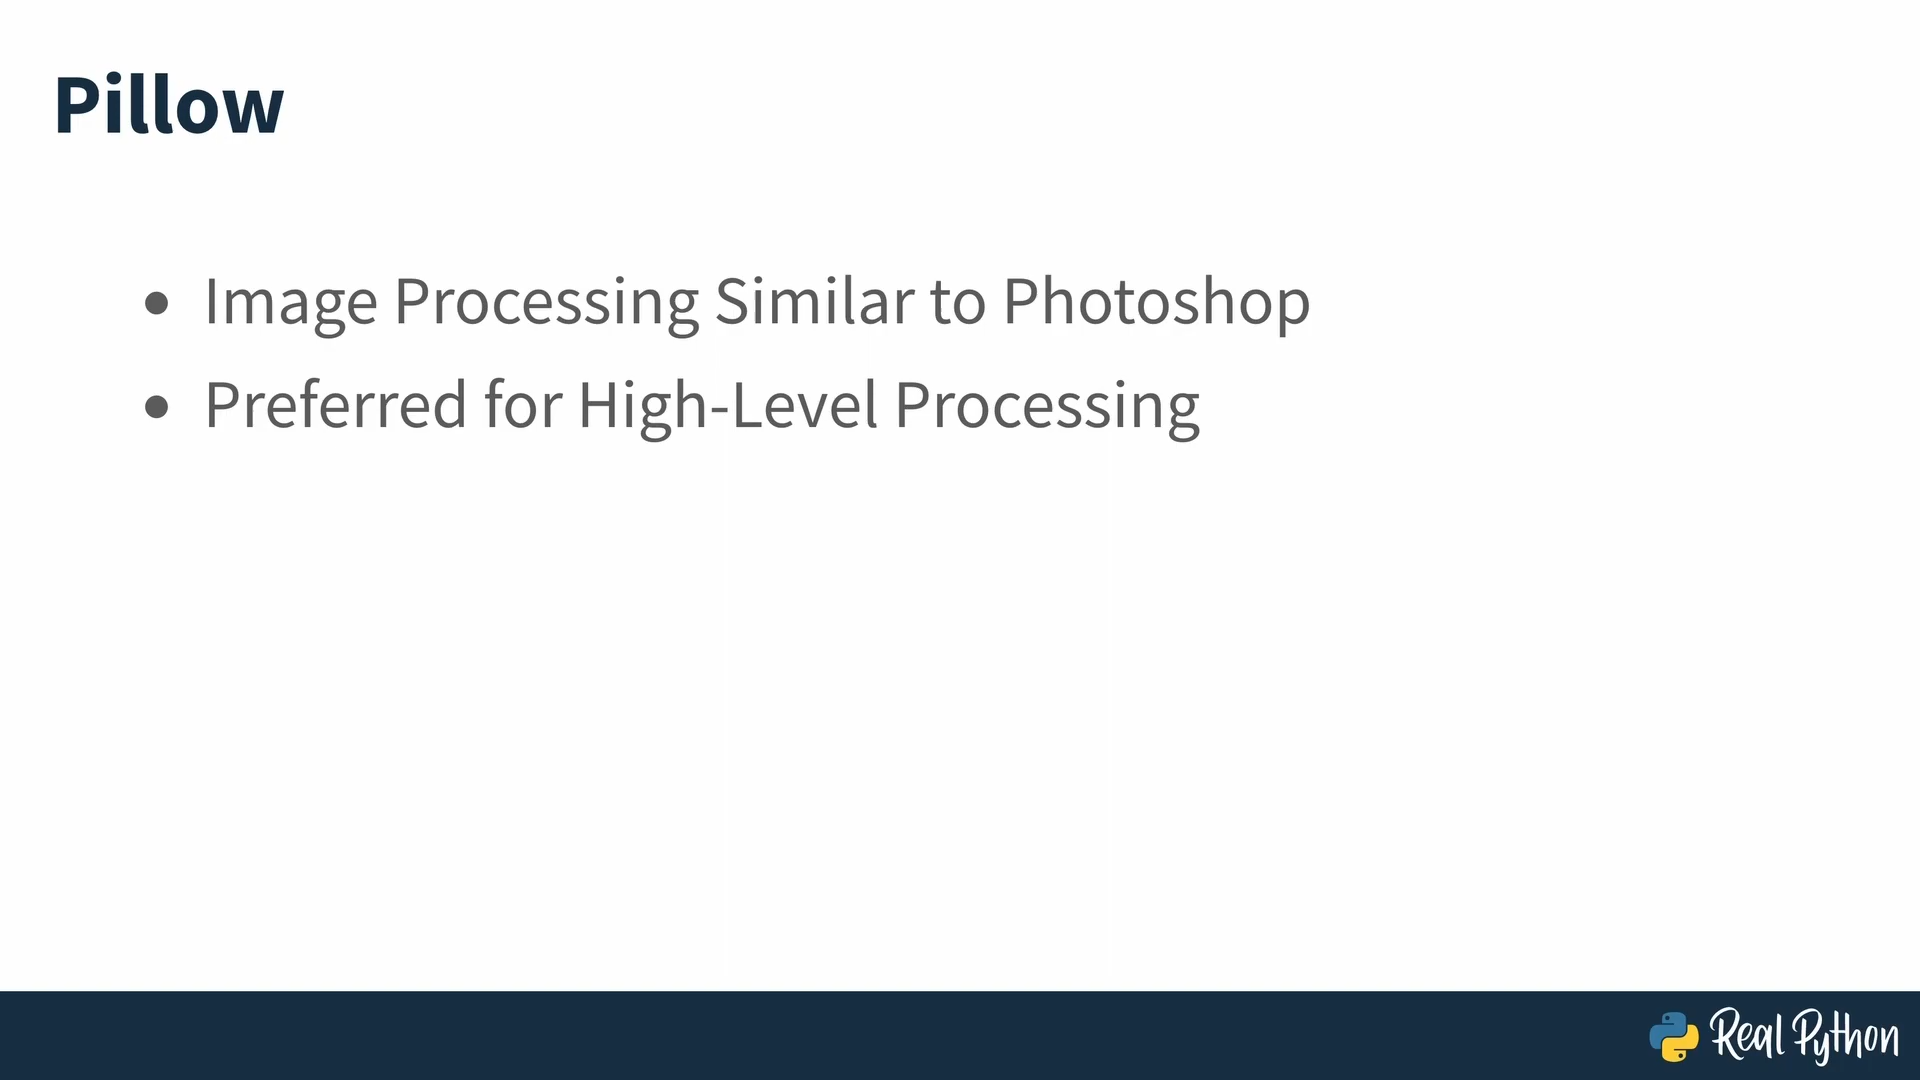 Pillow
• Image Processing Similar to Photoshop
• Preferred for High-Level Processing
Real Python